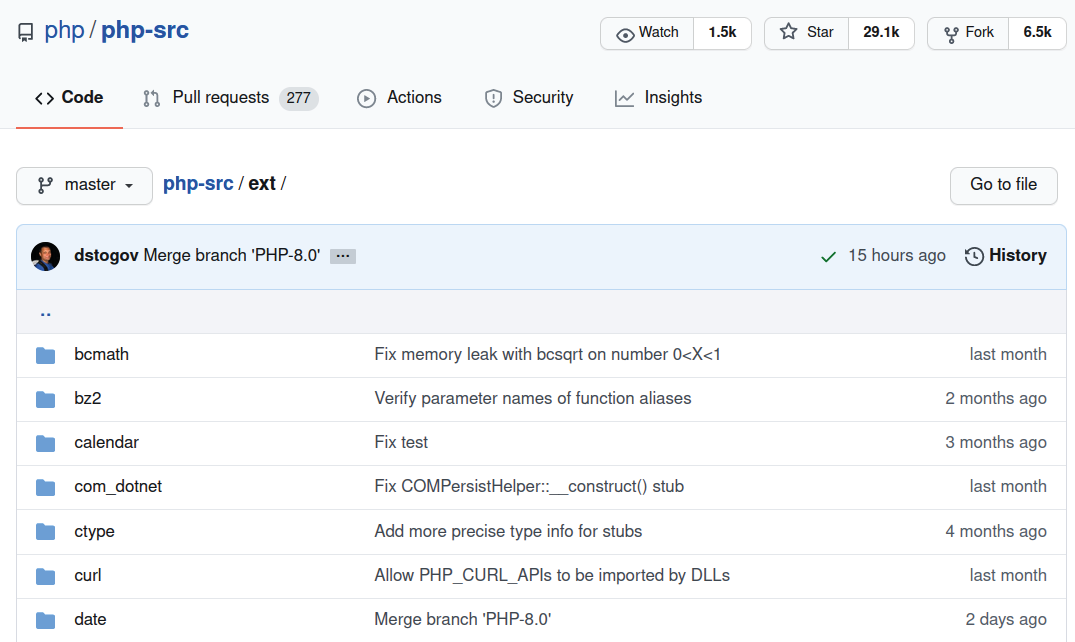 php / php-src Watch 1.5k Star 29.1k Fork 6.5k
Code Pull requests 277 Actions Security Insights
master php-src / ext / Go to file
dstogov Merge branch 'PHP-8.0' ... 15 hours ago History
..
bcmath Fix memory leak with bcsqrt on number 0<X<1 last month
bz2 Verify parameter names of function aliases 2 months ago
calendar Fix test 3 months ago
com_dotnet Fix COMPersistHelper::__construct() stub last month
ctype Add more precise type info for stubs 4 months ago
curl Allow PHP_CURL_APIs to be imported by DLLs last month
date Merge branch 'PHP-8.0' 2 days ago